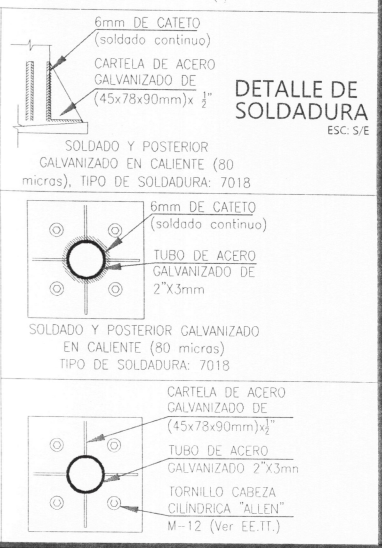 6mm DE CATETO
(soldado continuo)
CARTELA DE ACERO
GALVANIZADO DE
(45x78x90mm)x ½"
DETALLE DE
SOLDADURA
ESC: S/E
SOLDADO Y POSTERIOR
GALVANIZADO EN CALIENTE (80
micras), TIPO DE SOLDADURA: 7018
6mm DE CATETO
(soldado continuo)
TUBO DE ACERO
GALVANIZADO DE
2"X3mm
SOLDADO Y POSTERIOR GALVANIZADO
EN CALIENTE (80 micras)
TIPO DE SOLDADURA: 7018
CARTELA DE ACERO
GALVANIZADO DE
(45x78x90mm)x½"
TUBO DE ACERO
GALVANIZADO 2"X3mm
TORNILLO CABEZA
CILINDRICA "ALLEN"
M-12 (Ver EE.TT.)